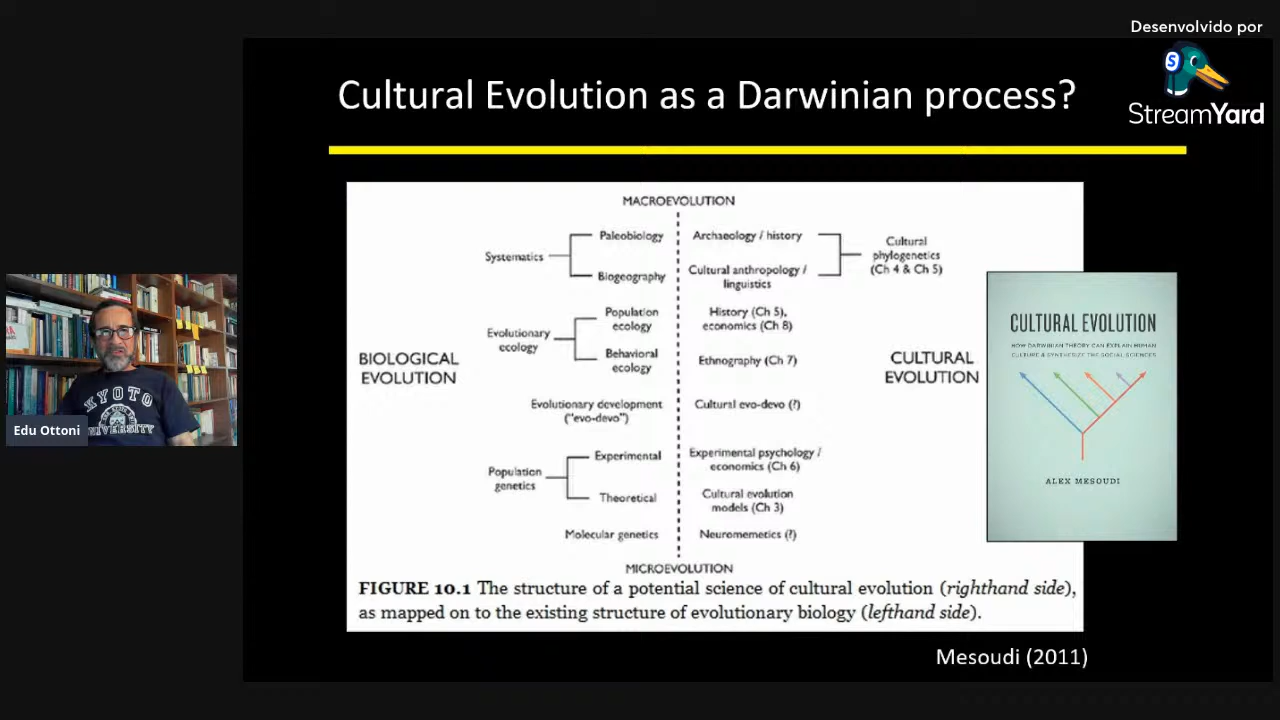 Desenvolvido por
StreamYard
Cultural Evolution as a Darwinian process?
MACROEVOLUTION
Systematics
Paleobiology
Biogeography
Archaeology / history
Cultural anthropology /
linguistics
Cultural
phylogenetics
(Ch 4 & Ch 5)
Evolutionary
ecology
Population
ecology
Behavioral
ecology
History (Ch 5),
economics (Ch 8)
Ethnography (Ch 7)
BIOLOGICAL
EVOLUTION
CULTURAL
EVOLUTION
Evolutionary development
("evo-devo")
Cultural evo-devo (?)
Population
genetics
Experimental
Theoretical
Experimental psychology /
economics (Ch 6)
Cultural evolution
models (Ch 3)
Molecular genetics
Neuromemetics (?)
MICROEVOLUTION
FIGURE 10.1 The structure of a potential science of cultural evolution (righthand side),
as mapped on to the existing structure of evolutionary biology (lefthand side).
CULTURAL EVOLUTION
HOW DARWINIAN THEORY CAN EXPLAIN HUMAN
CULTURE & SYNTHESIZE THE SOCIAL SCIENCES
ALEX MESOUDI
Mesoudi (2011)
KYOTO
UNIVERSITY
Edu Ottoni